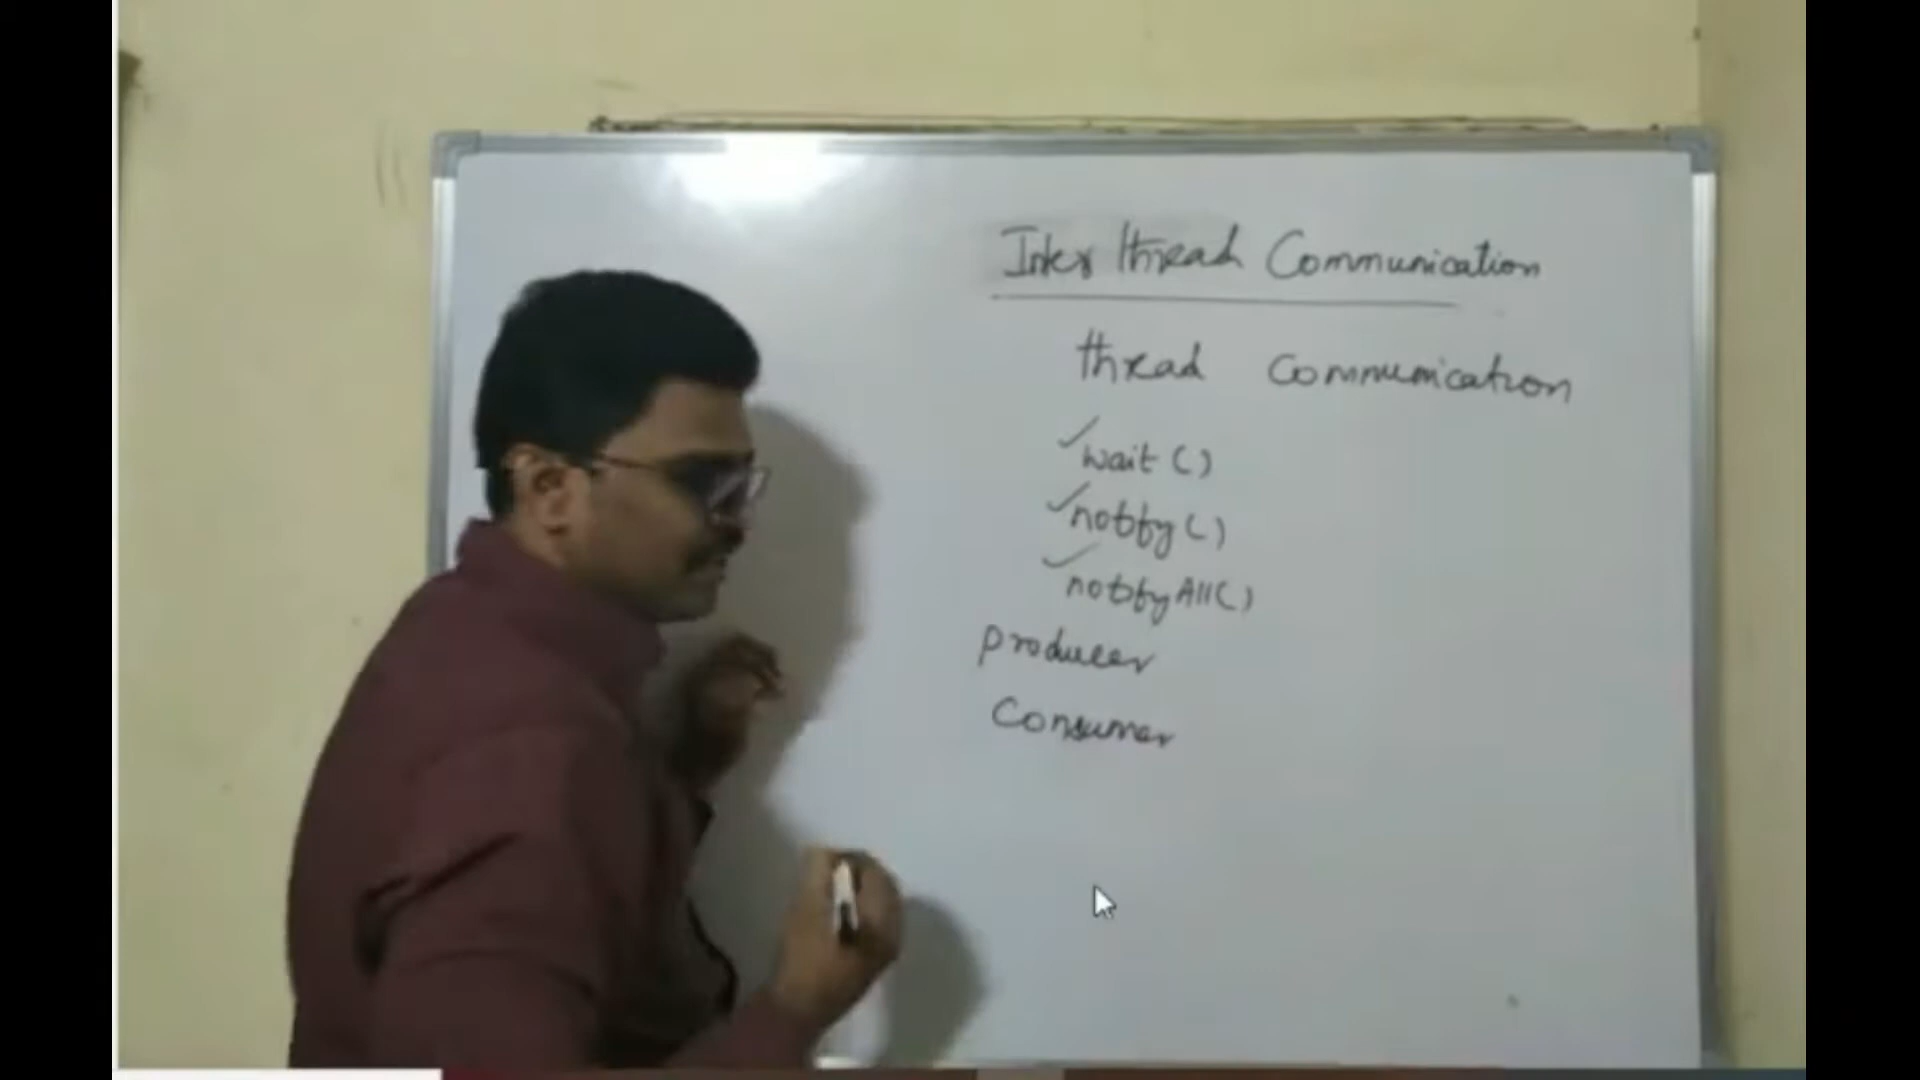 Inter thread Communication
thread communication
wait ( )
notify ( )
notifyAll ( )
producer
Consumer